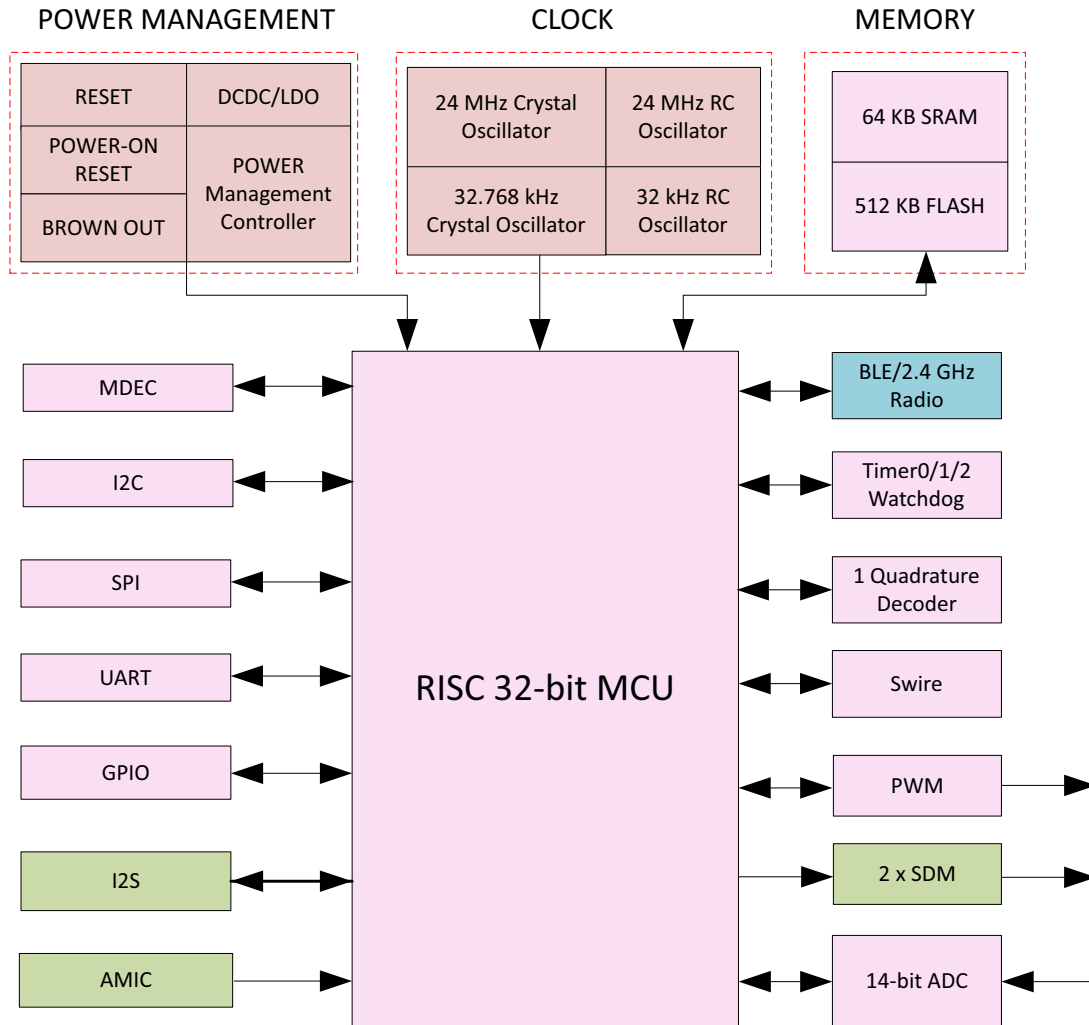 POWER MANAGEMENT
CLOCK
MEMORY
RESET
DCDC/LDO
POWER-ON
RESET
BROWN OUT
POWER
Management
Controller
24 MHz Crystal
Oscillator
24 MHz RC
Oscillator
32.768 kHz
Crystal Oscillator
32 kHz RC
Oscillator
64 KB SRAM
512 KB FLASH
MDEC
I2C
SPI
UART
GPIO
I2S
AMIC
RISC 32-bit MCU
BLE/2.4 GHz
Radio
Timer0/1/2
Watchdog
1 Quadrature
Decoder
Swire
PWM
2 x SDM
14-bit ADC